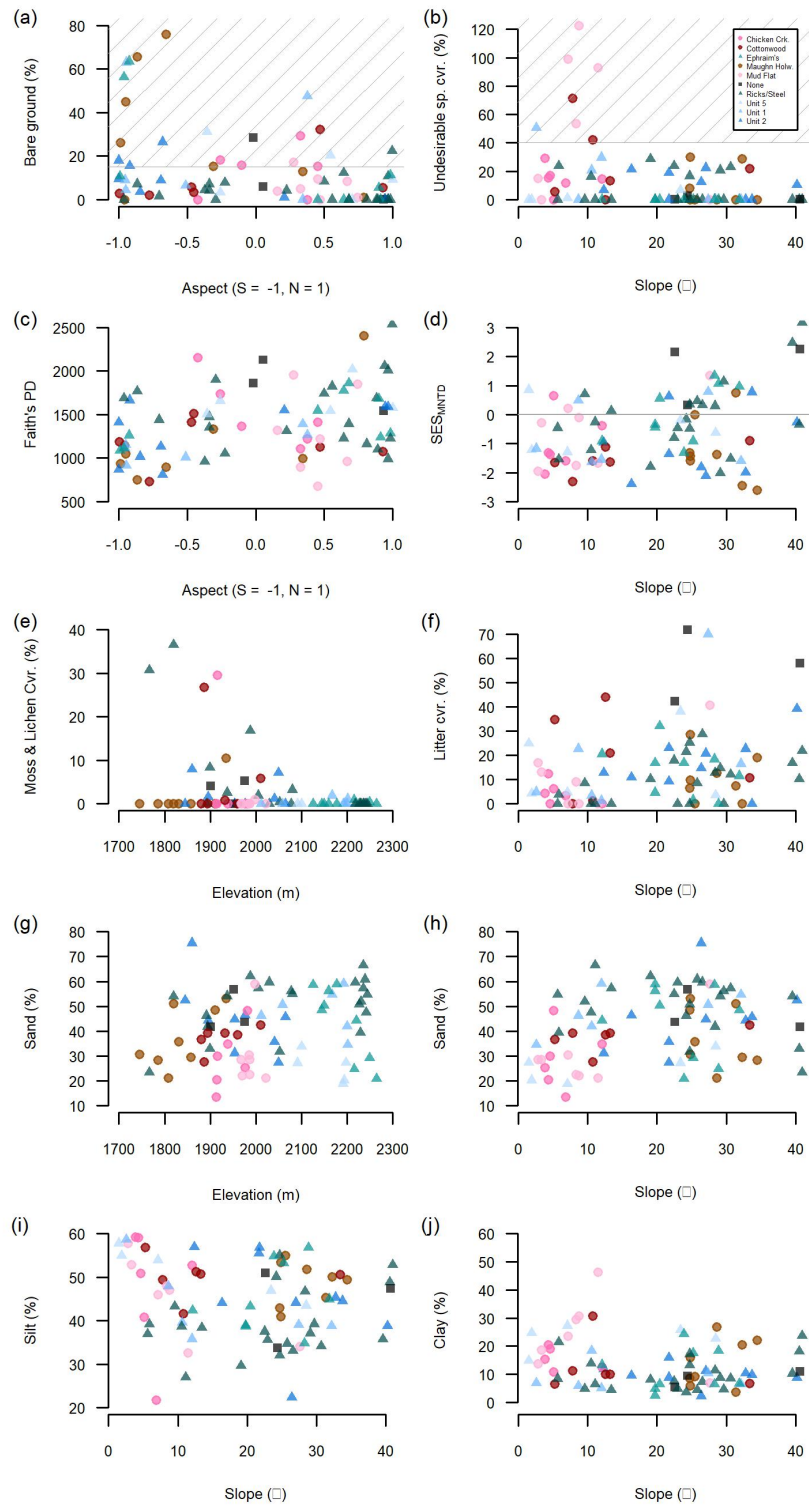 (a)
Bare ground (%)
80
60
40
20
0
-1.0 -0.5 0.0 0.5 1.0
Aspect (S = -1, N = 1)
(b)
Undesirable sp. cvr. (%)
120
100
80
60
40
20
0
0 10 20 30 40
Slope (□)
Chicken Crk.
Cottonwood
Ephraim's
Maughn Holw.
Mud Flat
None
Ricks/Steel
Unit 5
Unit 1
Unit 2
(c)
Faith's PD
2500
2000
1500
1000
500
-1.0 -0.5 0.0 0.5 1.0
Aspect (S = -1, N = 1)
(d)
SESMNTD
3
2
1
0
-1
-2
-3
0 10 20 30 40
Slope (□)
(e)
Moss & Lichen Cvr. (%)
40
30
20
10
0
1700 1800 1900 2000 2100 2200 2300
Elevation (m)
(f)
Litter cvr. (%)
70
60
50
40
30
20
10
0
0 10 20 30 40
Slope (□)
(g)
Sand (%)
80
70
60
50
40
30
20
10
1700 1800 1900 2000 2100 2200 2300
Elevation (m)
(h)
Sand (%)
80
70
60
50
40
30
20
10
0 10 20 30 40
Slope (□)
(i)
Silt (%)
60
50
40
30
20
0 10 20 30 40
Slope (□)
(j)
Clay (%)
60
50
40
30
20
10
0
0 10 20 30 40
Slope (□)